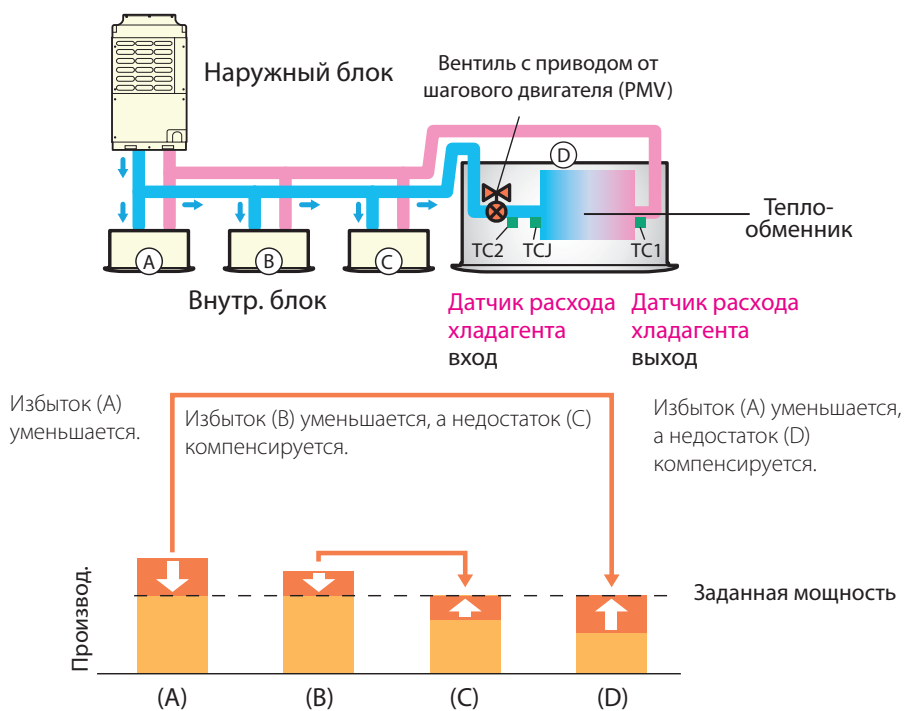 Наружный блок
Вентиль с приводом от
шагового двигателя (PMV)
D
Тепло-
обменник
A
B
C
TC2
TCJ
TC1
Внутр. блок
Датчик расхода
хладагента
вход
Датчик расхода
хладагента
выход
Избыток (A)
уменьшается.
Избыток (B) уменьшается, а недостаток (C)
компенсируется.
Избыток (A) уменьшается,
а недостаток (D)
компенсируется.
Производ.
Заданная мощность
(A)
(B)
(C)
(D)